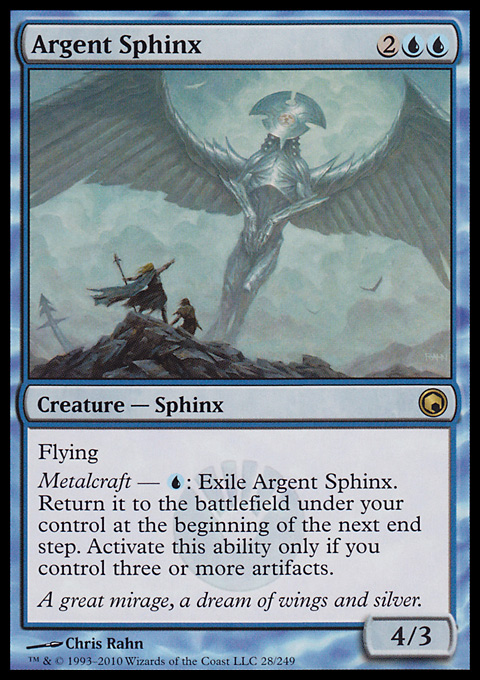 Argent Sphinx 2
Creature — Sphinx
Flying
Metalcraft — : Exile Argent Sphinx.
Return it to the battlefield under your
control at the beginning of the next end
step. Activate this ability only if you
control three or more artifacts.
A great mirage, a dream of wings and silver.
Chris Rahn
4/3
™ & © 1993–2010 Wizards of the Coast LLC 28/249